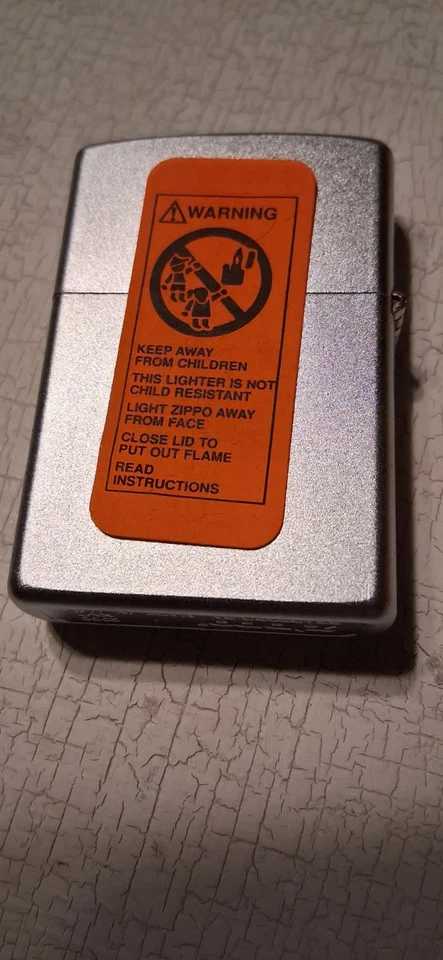 WARNING
KEEP AWAY
FROM CHILDREN
THIS LIGHTER IS NOT
CHILD RESISTANT
LIGHT ZIPPO AWAY
FROM FACE
CLOSE LID TO
PUT OUT FLAME
READ
INSTRUCTIONS